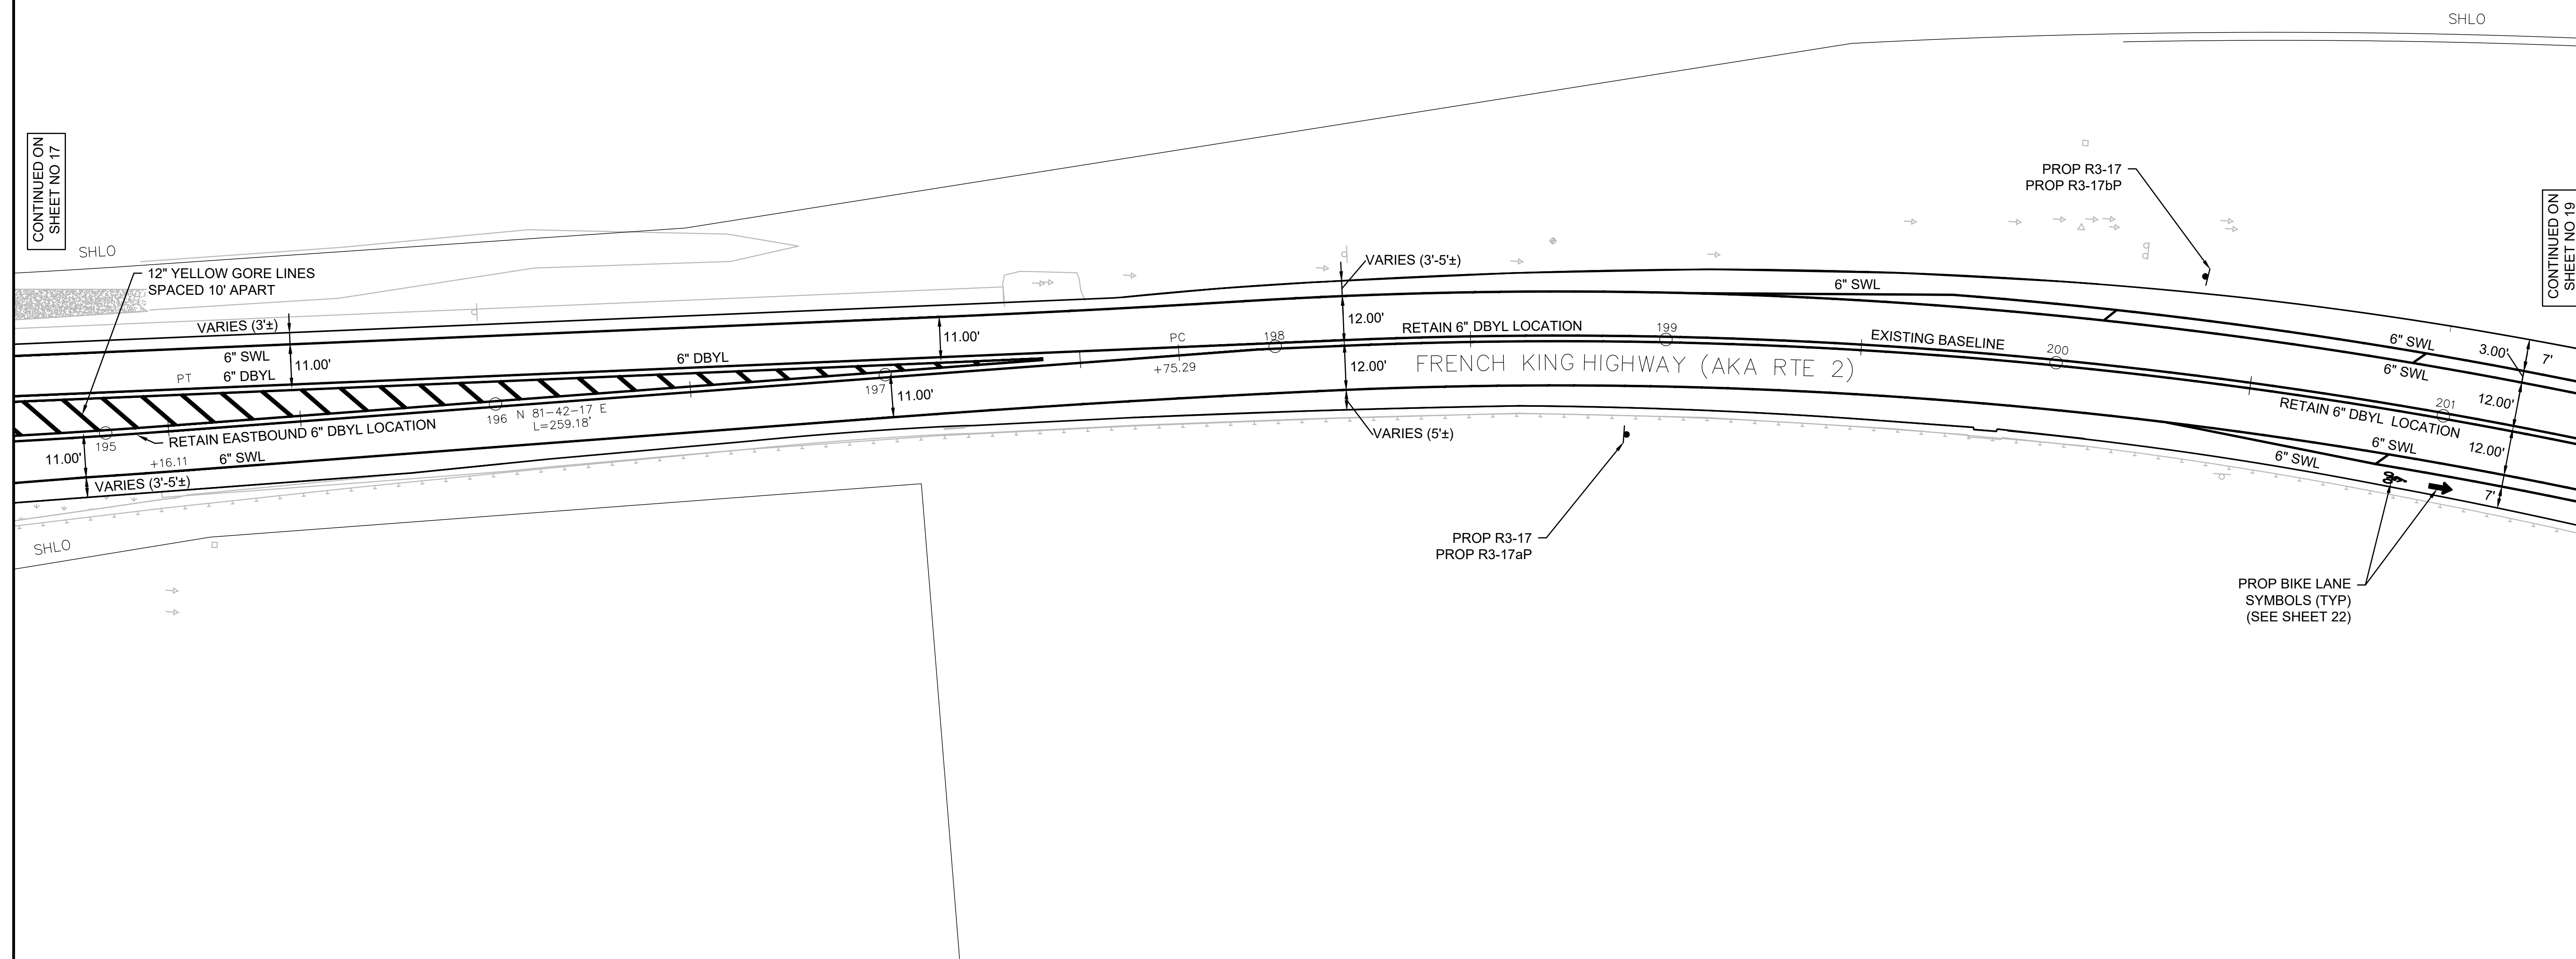 SHLO
CONTINUED ON
SHEET NO 17
SHLO
12" YELLOW GORE LINES
SPACED 10' APART
VARIES (3'±)
6" SWL
11.00'
PT
6" DBYL
6" DBYL
11.00'
195
+16.11
RETAIN EASTBOUND 6" DBYL LOCATION
196
N 81-42-17 E
L=259.18'
197
11.00'
11.00'
6" SWL
VARIES (3'-5'±)
SHLO
PC
+75.29
198
VARIES (3'-5'±)
12.00'
RETAIN 6" DBYL LOCATION
199
12.00'
FRENCH KING HIGHWAY (AKA RTE 2)
VARIES (5'±)
EXISTING BASELINE
200
6" SWL
PROP R3-17
PROP R3-17bP
PROP R3-17
PROP R3-17aP
6" SWL
3.00'
7'
6" SWL
12.00'
201
RETAIN 6" DBYL LOCATION
12.00'
6" SWL
6" SWL
7'
PROP BIKE LANE
SYMBOLS (TYP)
(SEE SHEET 22)
CONTINUED ON
SHEET NO 19